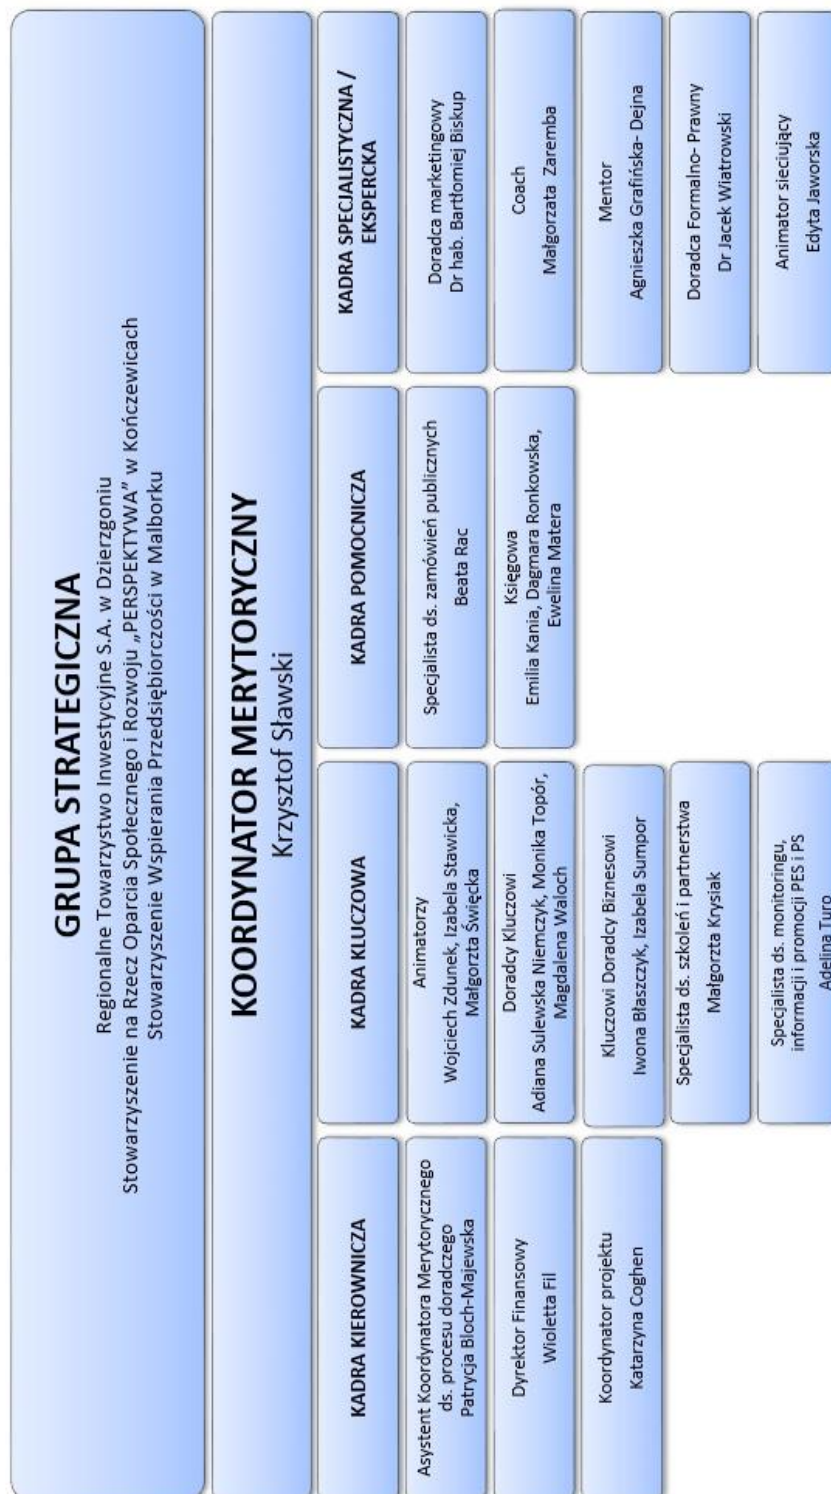 GRUPA STRATEGICZNA
Regionalne Towarzystwo Inwestycyjne S.A. w Dzierzgoniu
Stowarzyszenie na Rzecz Oparcia Społecznego i Rozwoju „PERSPEKTYWA” w Kończewicach
Stowarzyszenie Wspierania Przedsiębiorczości w Malborku
KOORDYNATOR MERYTORYCZNY
Krzysztof Sławski
KADRA KIEROWNICZA
Asystent Koordynatora Merytorycznego
ds. procesu doradczego
Patrycja Bloch-Majewska
Dyrektor Finansowy
Wioletta Fil
Koordynator projektu
Katarzyna Coghen
KADRA KLUCZOWA
Animatorzy
Wojciech Zdunek, Izabela Stawicka,
Małgorzta Święcka
Doradcy Kluczowi
Adiana Sulewska Niemczyk, Monika Topór,
Magdalena Waloch
Kluczowi Doradcy Biznesowi
Iwona Błaszczyk, Izabela Sumpor
Specjalista ds. szkoleń i partnerstwa
Małgorzta Krysiak
Specjalista ds. monitoringu,
informacji i promocji PES i PS
Adelina Turo
KADRA POMOCNICZA
Specjalista ds. zamówień publicznych
Beata Rac
Księgowa
Emilia Kania, Dagmara Ronkowska,
Ewelina Matera
KADRA SPECJALISTYCZNA /
EKSPERCKA
Doradca marketingowy
Dr hab. Bartłomiej Biskup
Coach
Małgorzata Zaremba
Mentor
Agnieszka Grafińska- Dejna
Doradca Formalno- Prawny
Dr Jacek Wiatrowski
Animator sieciujący
Edyta Jaworska